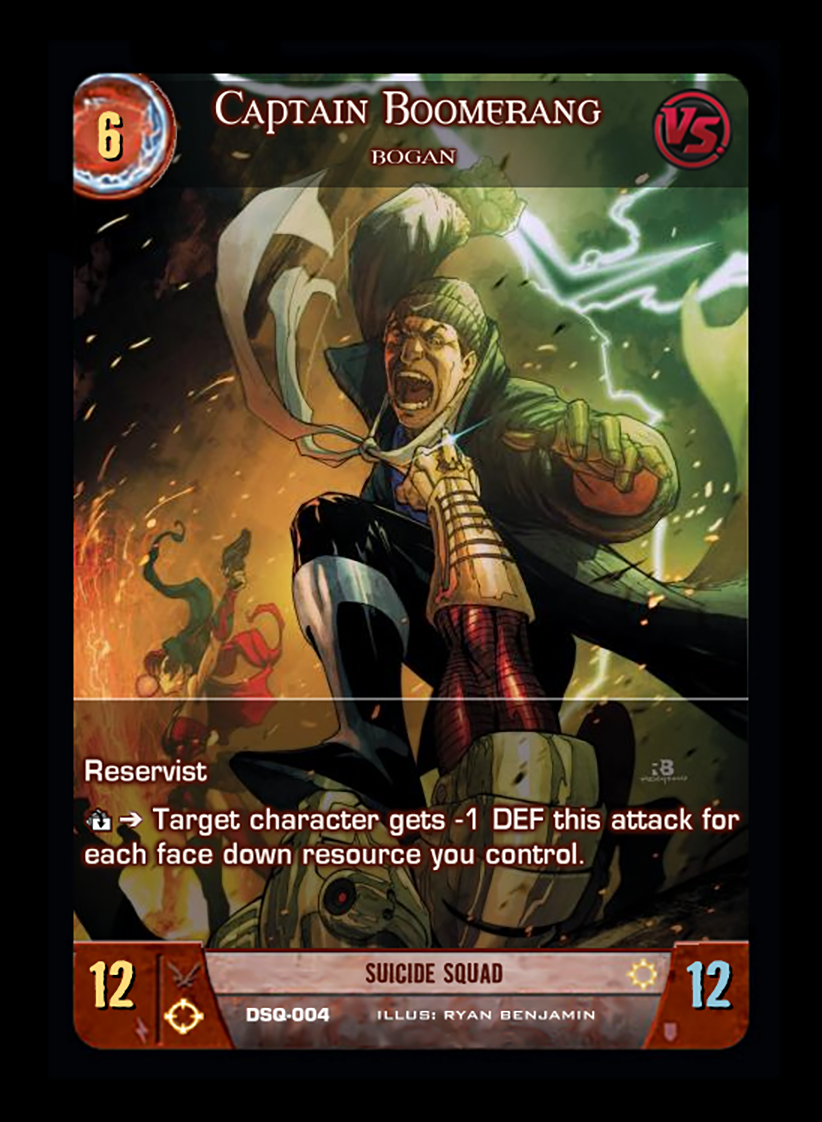 6
Captain Boomerang
VS.
Bogan
Reservist
➔ Target character gets -1 DEF this attack for
each face down resource you control.
12
SUICIDE SQUAD
12
DSQ-004 ILLUS: RYAN BENJAMIN